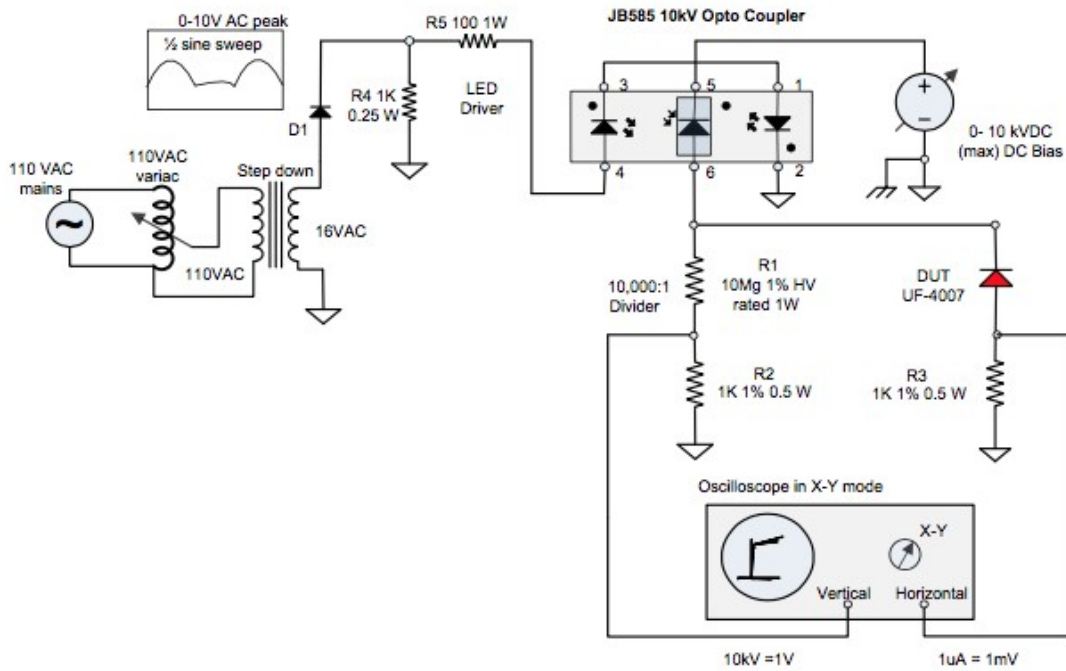 JB585 10kV Opto Coupler
0-10V AC peak
½ sine sweep
R5 100 1W
LED
Driver
R4 1K
0.25 W
D1
3
5
1
4
6
2
+
−
0- 10 kVDC
(max) DC Bias
110 VAC
mains
~
110VAC
variac
110VAC
Step down
16VAC
10,000:1
Divider
R1
10Mg 1% HV
rated 1W
DUT
UF-4007
R2
1K 1% 0.5 W
R3
1K 1% 0.5 W
Oscilloscope in X-Y mode
X-Y
Vertical
Horizontal
10kV =1V
1uA = 1mV